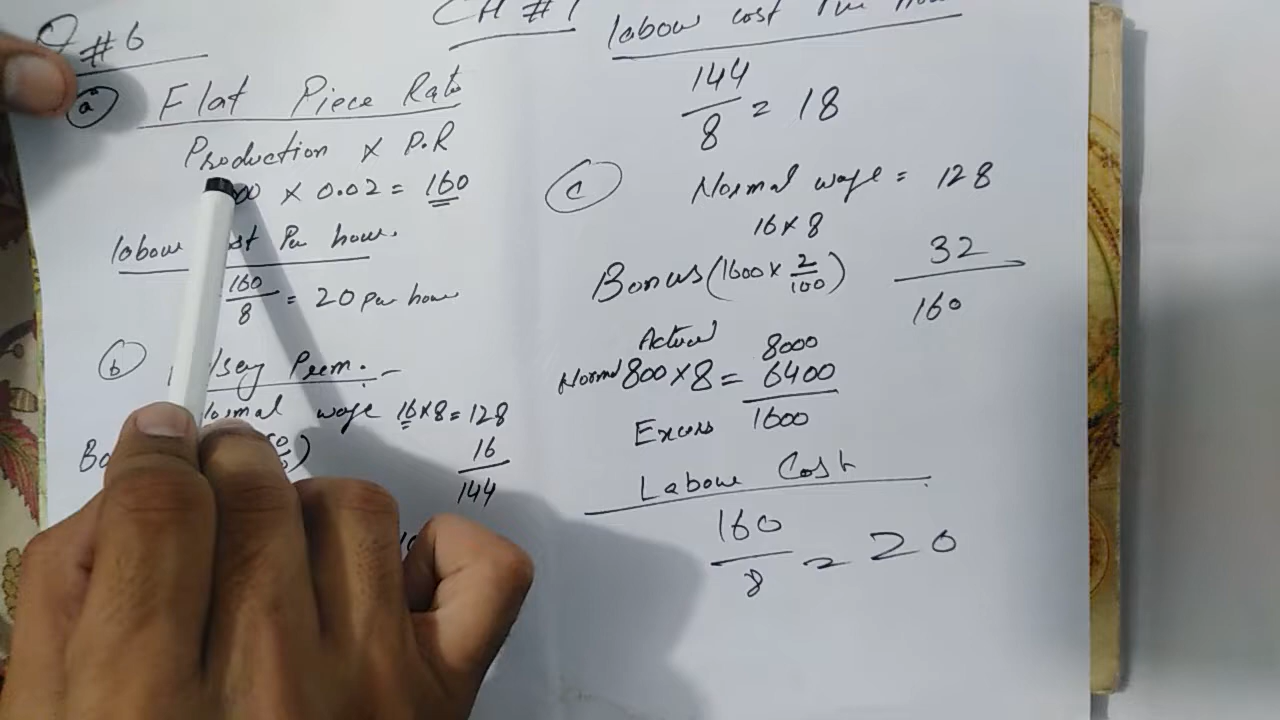 Q # 6
CH # 1
(a) Flat Piece Rate
Production × P.R
× 0.02 = 160
labour Per hour.
160
8 = 20 per hour
(b) Prem. -
wage 16×8=128
16
144
labour cost
144
8 = 18
(c) Normal wage = 128
16×8
Bonus (1600 × 2/100) 32
160
Actual 8000
Normal 800×8 = 6400
Excess 1600
Labour Cost
160
8 = 20